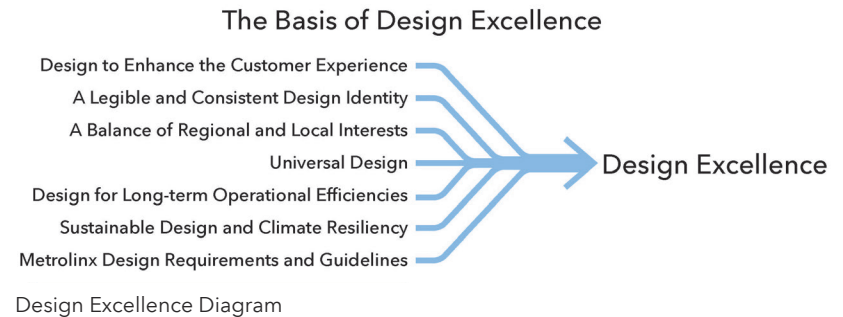 The Basis of Design Excellence
Design to Enhance the Customer Experience
A Legible and Consistent Design Identity
A Balance of Regional and Local Interests
Universal Design
Design for Long-term Operational Efficiencies
Sustainable Design and Climate Resiliency
Metrolinx Design Requirements and Guidelines
Design Excellence
Design Excellence Diagram